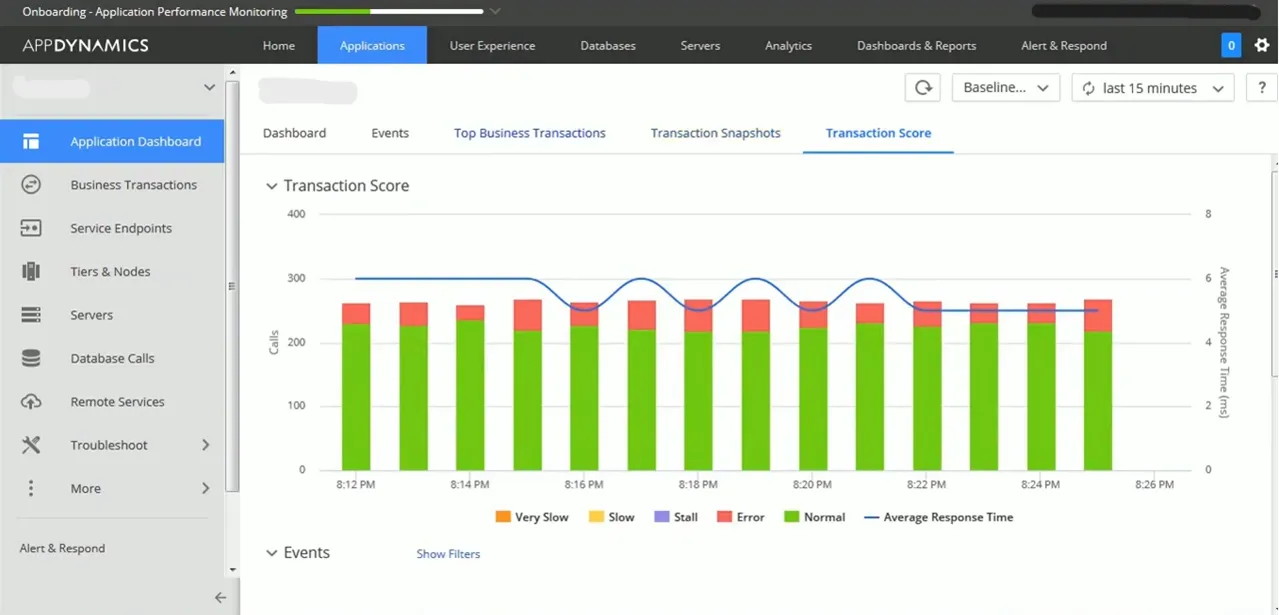 Onboarding - Application Performance Monitoring
APPDYNAMICS
Home Applications User Experience Databases Servers Analytics Dashboards & Reports Alert & Respond 0
Baseline... last 15 minutes ?
Application Dashboard
Business Transactions
Service Endpoints
Tiers & Nodes
Servers
Database Calls
Remote Services
Troubleshoot
More
Alert & Respond
Dashboard Events Top Business Transactions Transaction Snapshots Transaction Score
Transaction Score
400 8
300 6
200 4
100 2
0 0
Calls
Average Response Time (ms)
8:12 PM 8:14 PM 8:16 PM 8:18 PM 8:20 PM 8:22 PM 8:24 PM 8:26 PM
Very Slow Slow Stall Error Normal Average Response Time
Events Show Filters